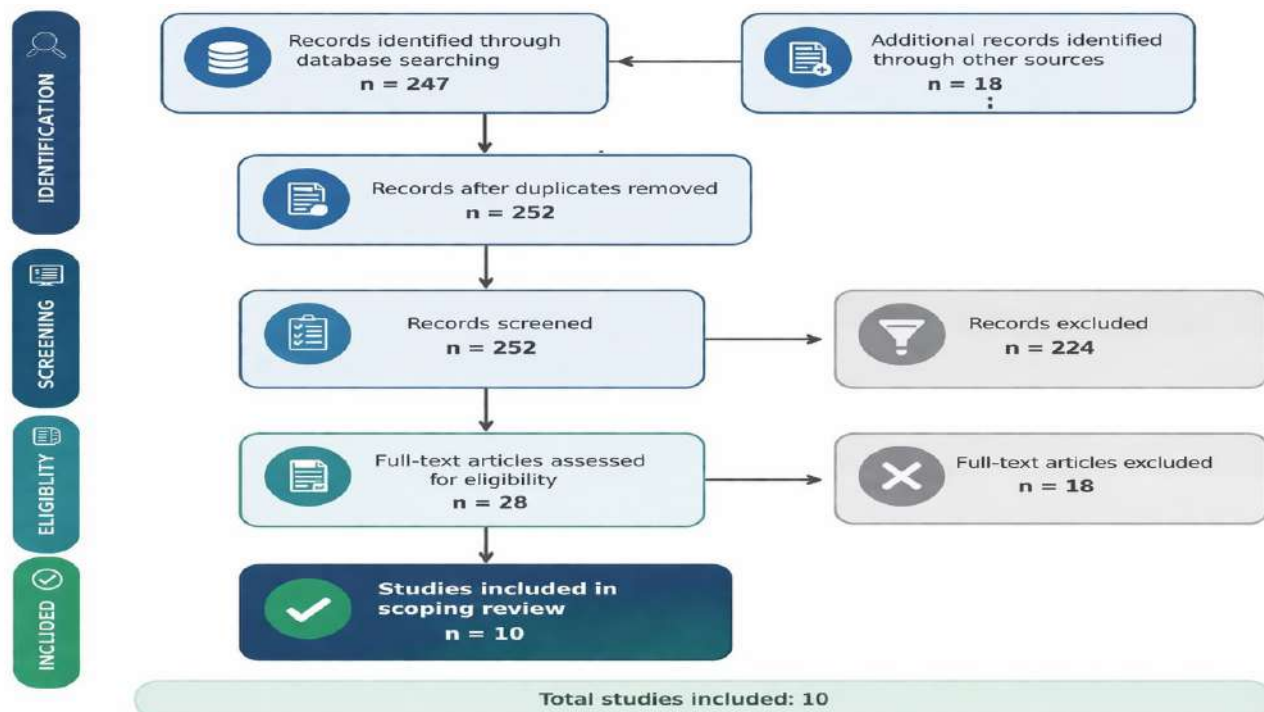 IDENTIFICATION
Records identified through
database searching
n = 247
Additional records identified
through other sources
n = 18
:
Records after duplicates removed
n = 252
SCREENING
Records screened
n = 252
Records excluded
n = 224
ELIGIBLITY
Full-text articles assessed
for eligibility
n = 28
Full-text articles excluded
n = 18
INCLIDED
Studies included in
scoping review
n = 10
Total studies included: 10